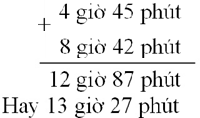 4 giờ 45 phút
+
8 giờ 42 phút
12 giờ 87 phút
Hay 13 giờ 27 phút